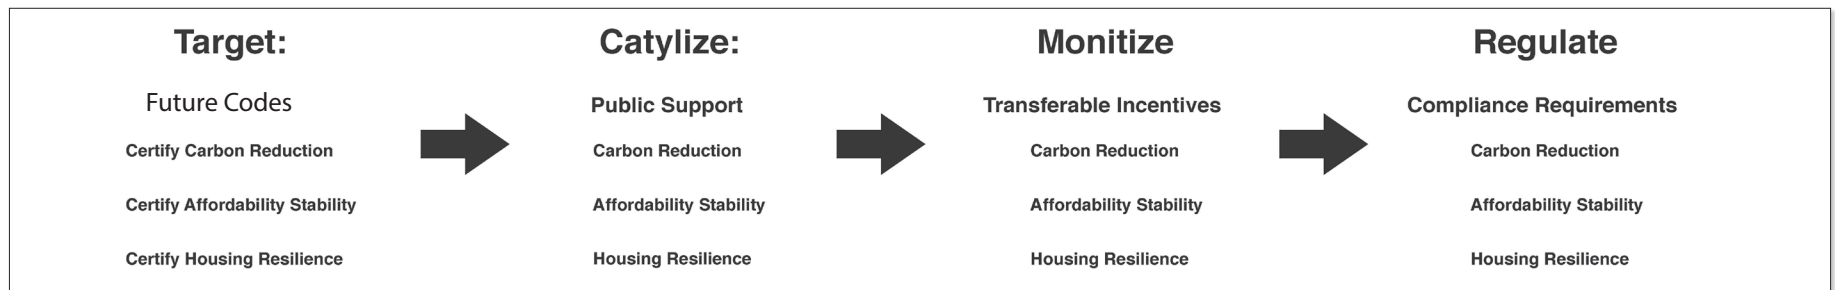 Target:
Future Codes
Certify Carbon Reduction
Certify Affordability Stability
Certify Housing Resilience
Catylize:
Public Support
Carbon Reduction
Affordability Stability
Housing Resilience
Monitize
Transferable Incentives
Carbon Reduction
Affordability Stability
Housing Resilience
Regulate
Compliance Requirements
Carbon Reduction
Affordability Stability
Housing Resilience